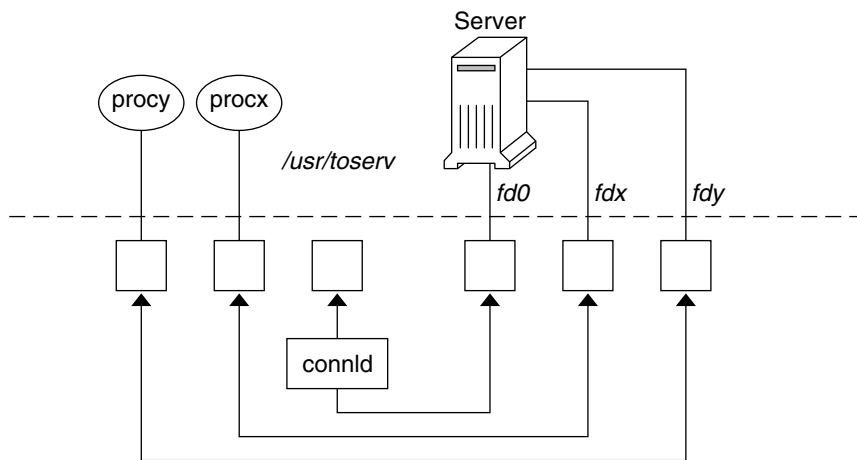 Server
procy
procx
/usr/toserv
fd0
fdx
fdy
connld